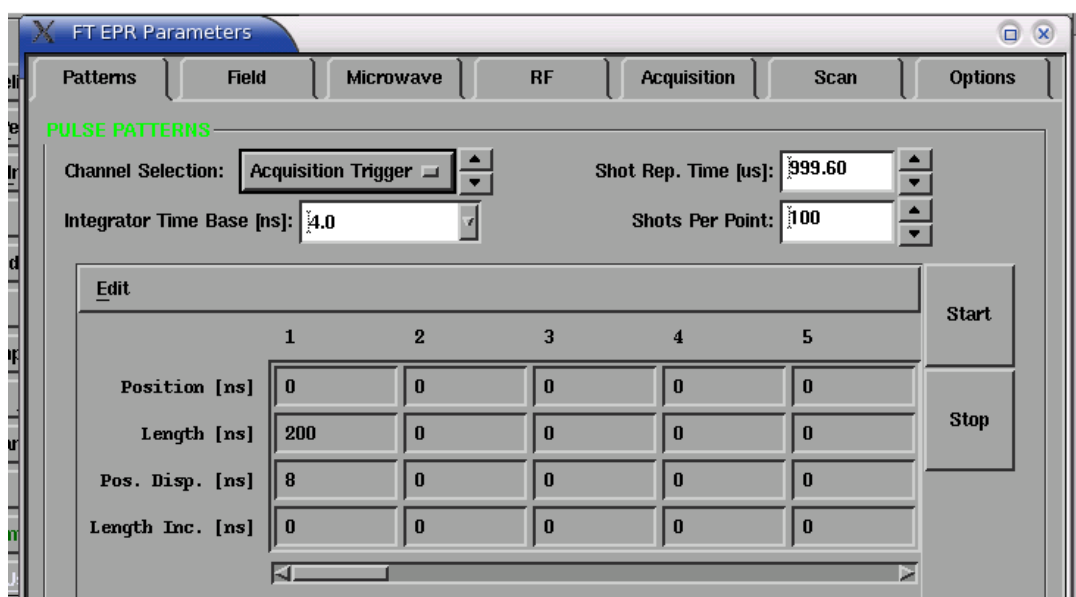 FT EPR Parameters
Patterns Field Microwave RF Acquisition Scan Options
PULSE PATTERNS
Channel Selection: Acquisition Trigger Shot Rep. Time [us]: 999.60
Integrator Time Base [ns]: 4.0 Shots Per Point: 100
Edit
Start
1 2 3 4 5
Position [ns] 0 0 0 0 0
Length [ns] 200 0 0 0 0
Stop
Pos. Disp. [ns] 8 0 0 0 0
Length Inc. [ns] 0 0 0 0 0